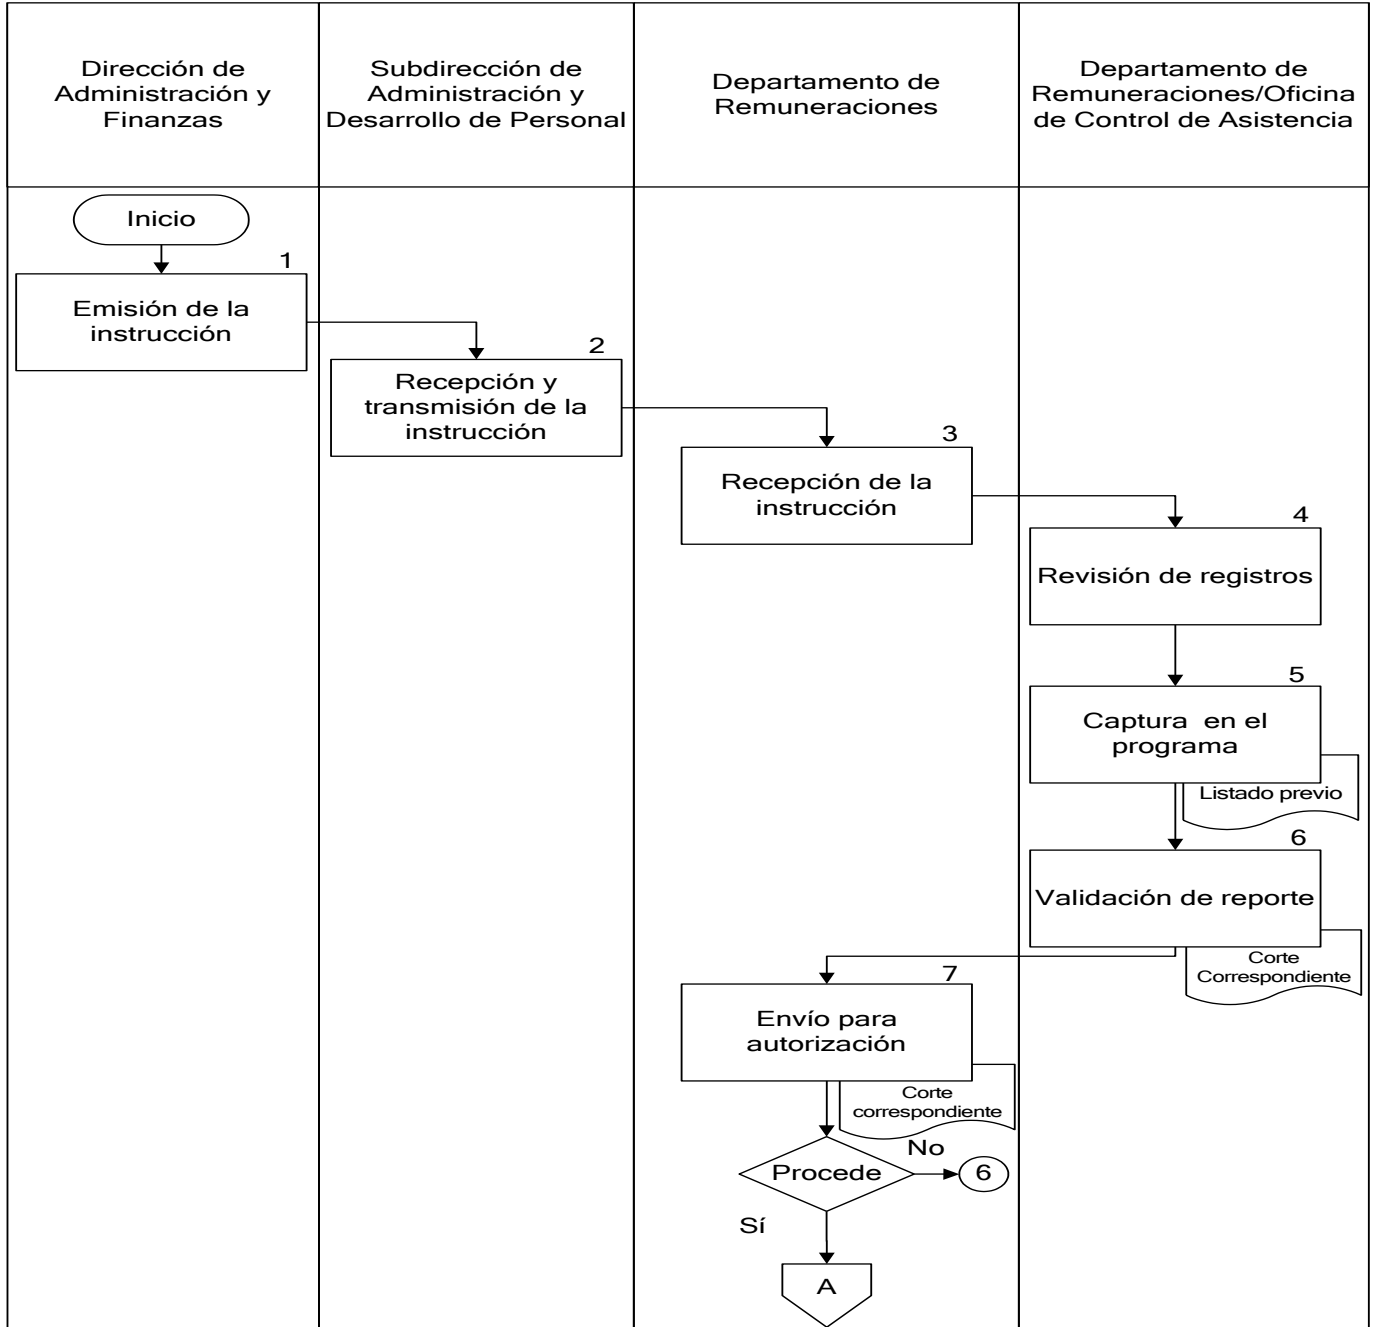 Dirección de
Administración y
Finanzas
Subdirección de
Administración y
Desarrollo de Personal
Departamento de
Remuneraciones
Departamento de
Remuneraciones/Oficina
de Control de Asistencia
Inicio
1
Emisión de la
instrucción
2
Recepción y
transmisión de la
instrucción
3
Recepción de la
instrucción
4
Revisión de registros
5
Captura en el
programa
Listado previo
6
Validación de reporte
Corte
Correspondiente
7
Envío para
autorización
Corte
correspondiente
Procede
No
6
Sí
A